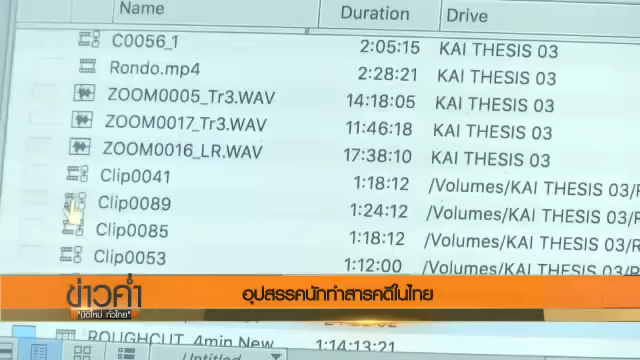 Name Duration Drive
C0056_1 2:05:15 KAI THESIS 03
Rondo.mp4 2:28:21 KAI THESIS 03
ZOOM0005_Tr3.WAV 14:18:05 KAI THESIS 03
ZOOM0017_Tr3.WAV 11:46:18 KAI THESIS 03
ZOOM0016_LR.WAV 17:38:10 KAI THESIS 03
Clip0041 1:18:12 /Volumes/KAI THESIS 03/R
Clip0089 1:24:12 /Volumes/KAI THESIS 03/R
Clip0085 1:18:12 /Volumes/KAI THESIS 03/R
Clip0053 1:12:00 /Volumes/KAI THESIS 03/R
ข่าวค่ำ
"มิติใหม่ ทั่วไทย"
อุปสรรคนักทำสารคดีในไทย
ROUGHCUT 4min New 1:14:13:21
Untitled